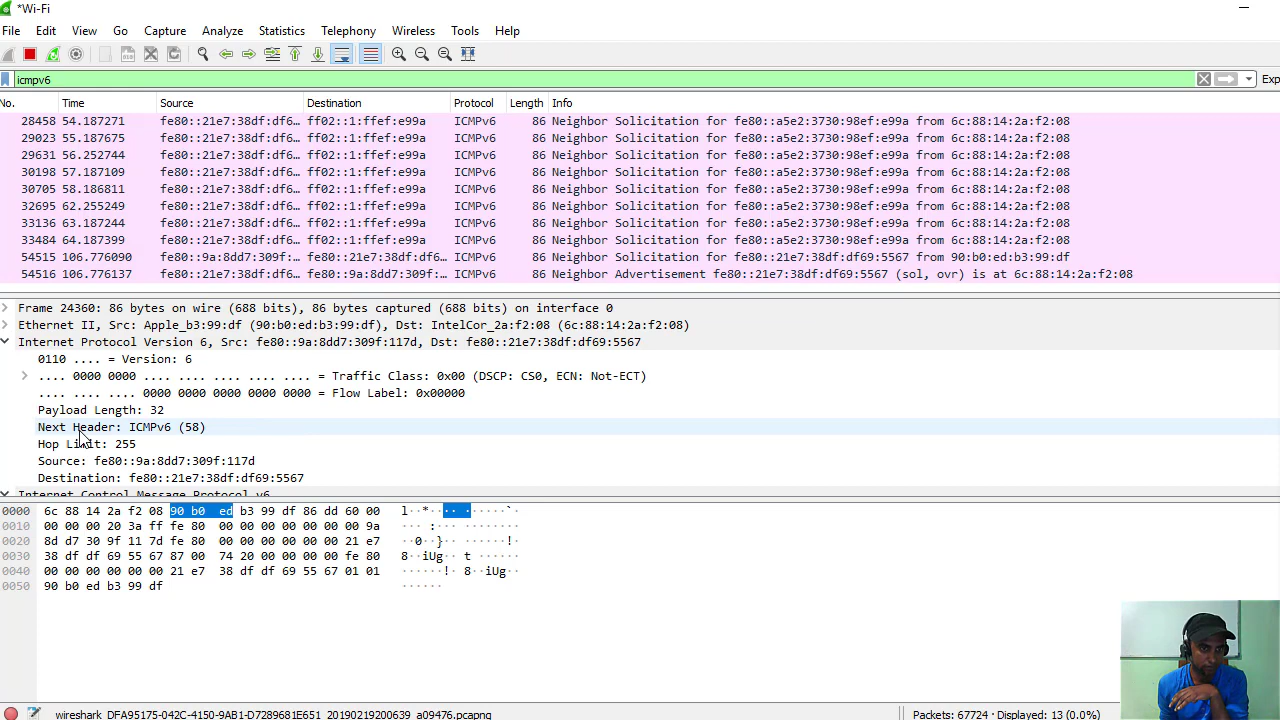 *Wi-Fi
File Edit View Go Capture Analyze Statistics Telephony Wireless Tools Help
icmpv6 Exp
No. Time Source Destination Protocol Length Info
28458 54.187271 fe80::21e7:38df:df6… ff02::1:ffef:e99a ICMPv6 86 Neighbor Solicitation for fe80::a5e2:3730:98ef:e99a from 6c:88:14:2a:f2:08
29023 55.187675 fe80::21e7:38df:df6… ff02::1:ffef:e99a ICMPv6 86 Neighbor Solicitation for fe80::a5e2:3730:98ef:e99a from 6c:88:14:2a:f2:08
29631 56.252744 fe80::21e7:38df:df6… ff02::1:ffef:e99a ICMPv6 86 Neighbor Solicitation for fe80::a5e2:3730:98ef:e99a from 6c:88:14:2a:f2:08
30198 57.187109 fe80::21e7:38df:df6… ff02::1:ffef:e99a ICMPv6 86 Neighbor Solicitation for fe80::a5e2:3730:98ef:e99a from 6c:88:14:2a:f2:08
30705 58.186811 fe80::21e7:38df:df6… ff02::1:ffef:e99a ICMPv6 86 Neighbor Solicitation for fe80::a5e2:3730:98ef:e99a from 6c:88:14:2a:f2:08
32695 62.255249 fe80::21e7:38df:df6… ff02::1:ffef:e99a ICMPv6 86 Neighbor Solicitation for fe80::a5e2:3730:98ef:e99a from 6c:88:14:2a:f2:08
33136 63.187244 fe80::21e7:38df:df6… ff02::1:ffef:e99a ICMPv6 86 Neighbor Solicitation for fe80::a5e2:3730:98ef:e99a from 6c:88:14:2a:f2:08
33484 64.187399 fe80::21e7:38df:df6… ff02::1:ffef:e99a ICMPv6 86 Neighbor Solicitation for fe80::a5e2:3730:98ef:e99a from 6c:88:14:2a:f2:08
54515 106.776090 fe80::9a:8dd7:309f:… fe80::21e7:38df:df6… ICMPv6 86 Neighbor Solicitation for fe80::21e7:38df:df69:5567 from 90:b0:ed:b3:99:df
54516 106.776137 fe80::21e7:38df:df6… fe80::9a:8dd7:309f:… ICMPv6 86 Neighbor Advertisement fe80::21e7:38df:df69:5567 (sol, ovr) is at 6c:88:14:2a:f2:08
Frame 24360: 86 bytes on wire (688 bits), 86 bytes captured (688 bits) on interface 0
Ethernet II, Src: Apple_b3:99:df (90:b0:ed:b3:99:df), Dst: IntelCor_2a:f2:08 (6c:88:14:2a:f2:08)
Internet Protocol Version 6, Src: fe80::9a:8dd7:309f:117d, Dst: fe80::21e7:38df:df69:5567
0110 .... = Version: 6
.... 0000 0000 .... .... .... .... .... = Traffic Class: 0x00 (DSCP: CS0, ECN: Not-ECT)
.... .... .... 0000 0000 0000 0000 0000 = Flow Label: 0x00000
Payload Length: 32
Next Header: ICMPv6 (58)
Hop Limit: 255
Source: fe80::9a:8dd7:309f:117d
Destination: fe80::21e7:38df:df69:5567
Internet Control Message Protocol v6
0000 6c 88 14 2a f2 08 90 b0 ed b3 99 df 86 dd 60 00 l··*··········`·
0010 00 00 00 20 3a ff fe 80 00 00 00 00 00 00 00 9a ··· :···········
0020 8d d7 30 9f 11 7d fe 80 00 00 00 00 00 00 21 e7 ··0··}········!·
0030 38 df df 69 55 67 87 00 74 20 00 00 00 00 fe 80 8··iUg··t ······
0040 00 00 00 00 00 00 21 e7 38 df df 69 55 67 01 01 ······!·8··iUg··
0050 90 b0 ed b3 99 df ······
wireshark_DFA95175-042C-4150-9AB1-D7289681E651_20190219200639_a09476.pcapng Packets: 67724 · Displayed: 13 (0.0%)